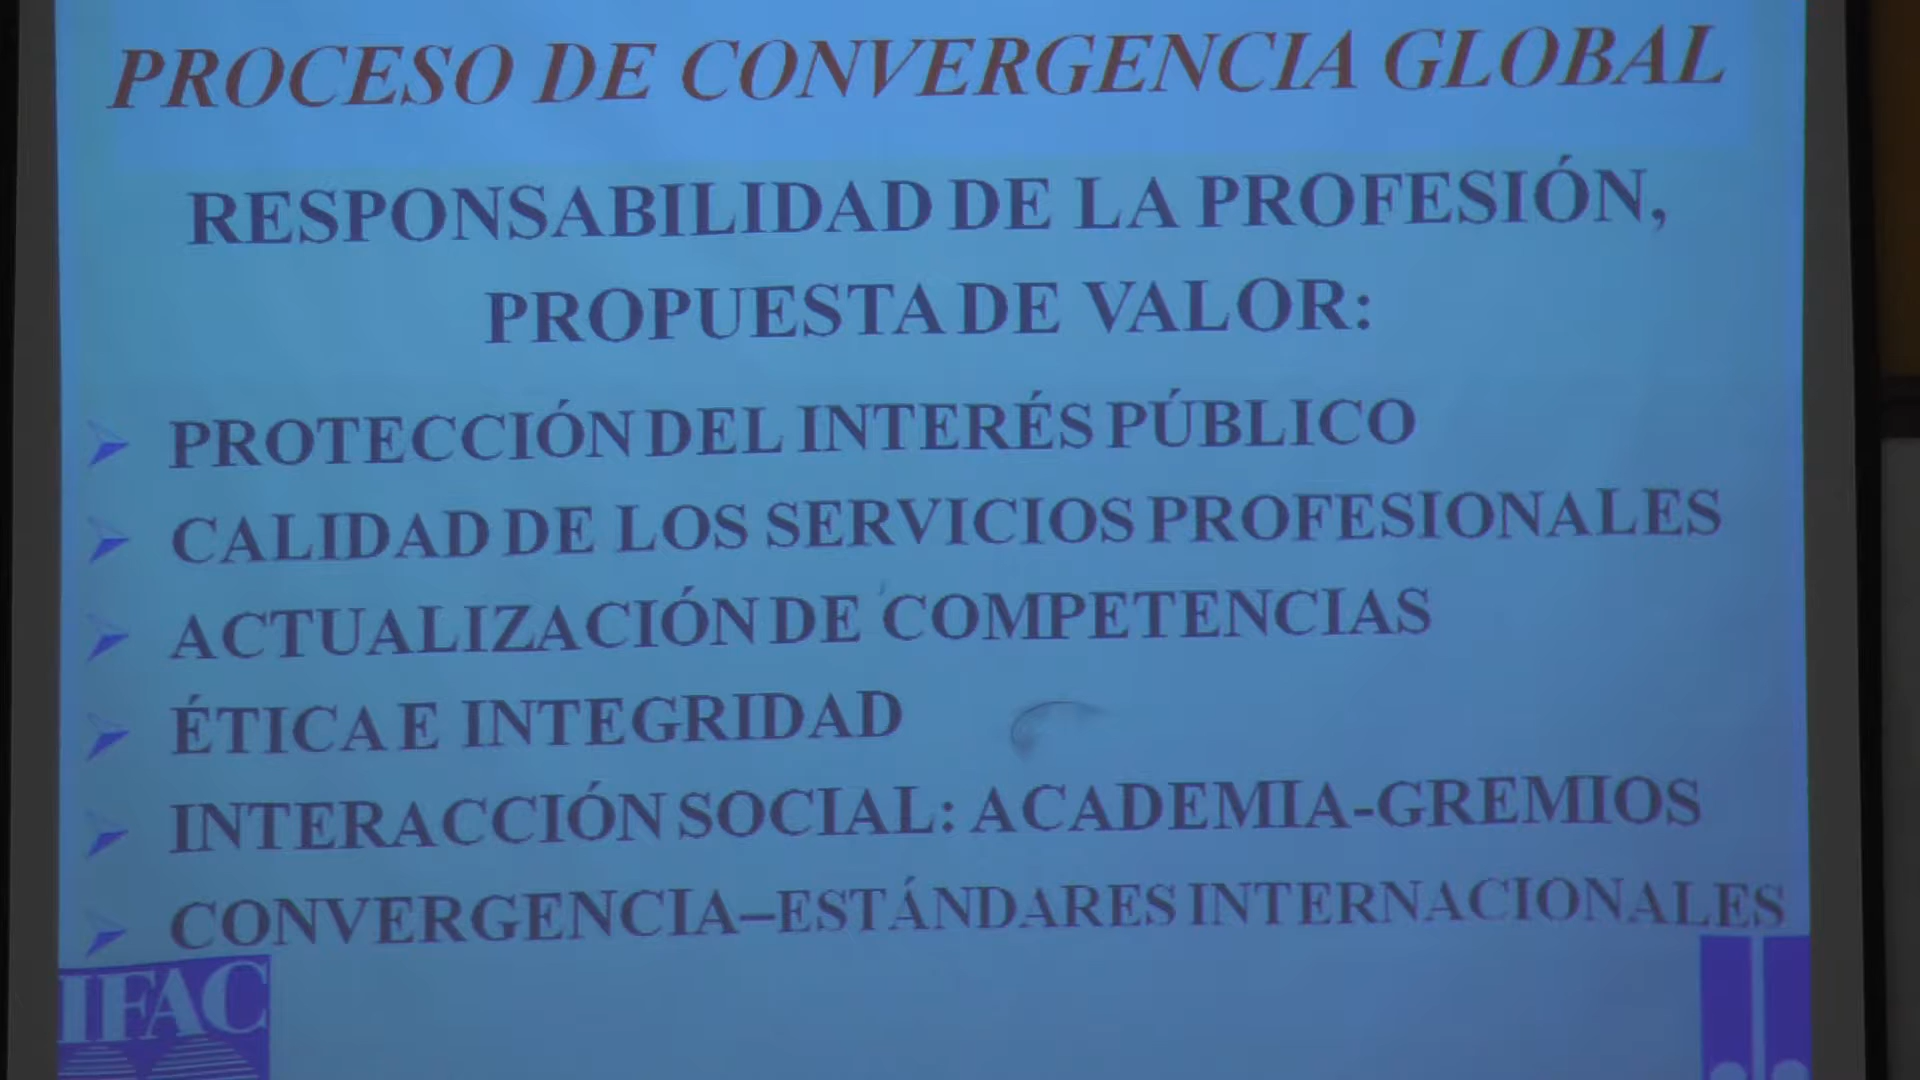 PROCESO DE CONVERGENCIA GLOBAL
RESPONSABILIDAD DE LA PROFESIÓN,
PROPUESTA DE VALOR:
PROTECCIÓN DEL INTERÉS PÚBLICO
CALIDAD DE LOS SERVICIOS PROFESIONALES
ACTUALIZACIÓN DE COMPETENCIAS
ÉTICA E INTEGRIDAD
INTERACCIÓN SOCIAL: ACADEMIA-GREMIOS
CONVERGENCIA–ESTÁNDARES INTERNACIONALES
IFAC